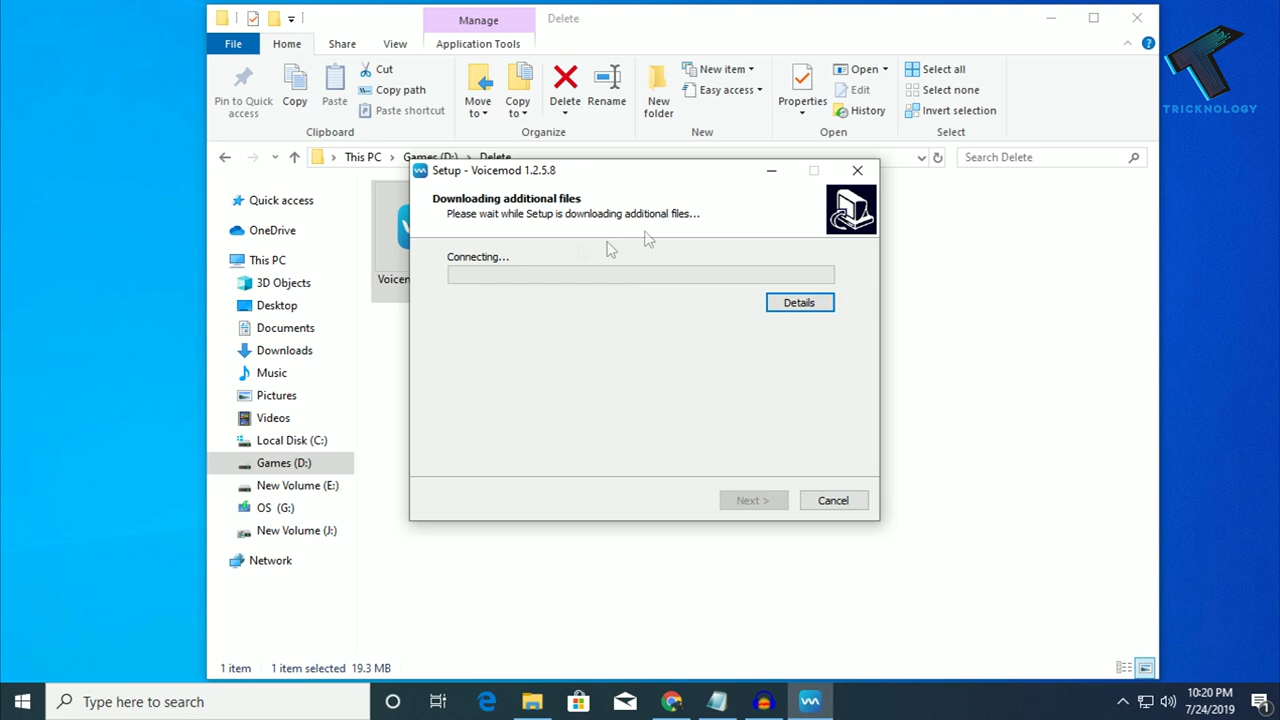 Manage
Delete
File
Home
Share
View
Application Tools
Pin to Quick access
Copy
Paste
Cut
Copy path
Paste shortcut
Clipboard
Move to
Copy to
Delete
Rename
Organize
New folder
New item
Easy access
New
Properties
Open
Edit
History
Open
Select all
Select none
Invert selection
Select
TRICKNOLOGY
This PC > Games (D:) > Delete
Search Delete
Quick access
OneDrive
This PC
3D Objects
Desktop
Documents
Downloads
Music
Pictures
Videos
Local Disk (C:)
Games (D:)
New Volume (E:)
OS (G:)
New Volume (J:)
Network
Voicem
Setup - Voicemod 1.2.5.8
Downloading additional files
Please wait while Setup is downloading additional files...
Connecting...
Details
Next >
Cancel
1 item
1 item selected 19.3 MB
Type here to search
10:20 PM
7/24/2019
1